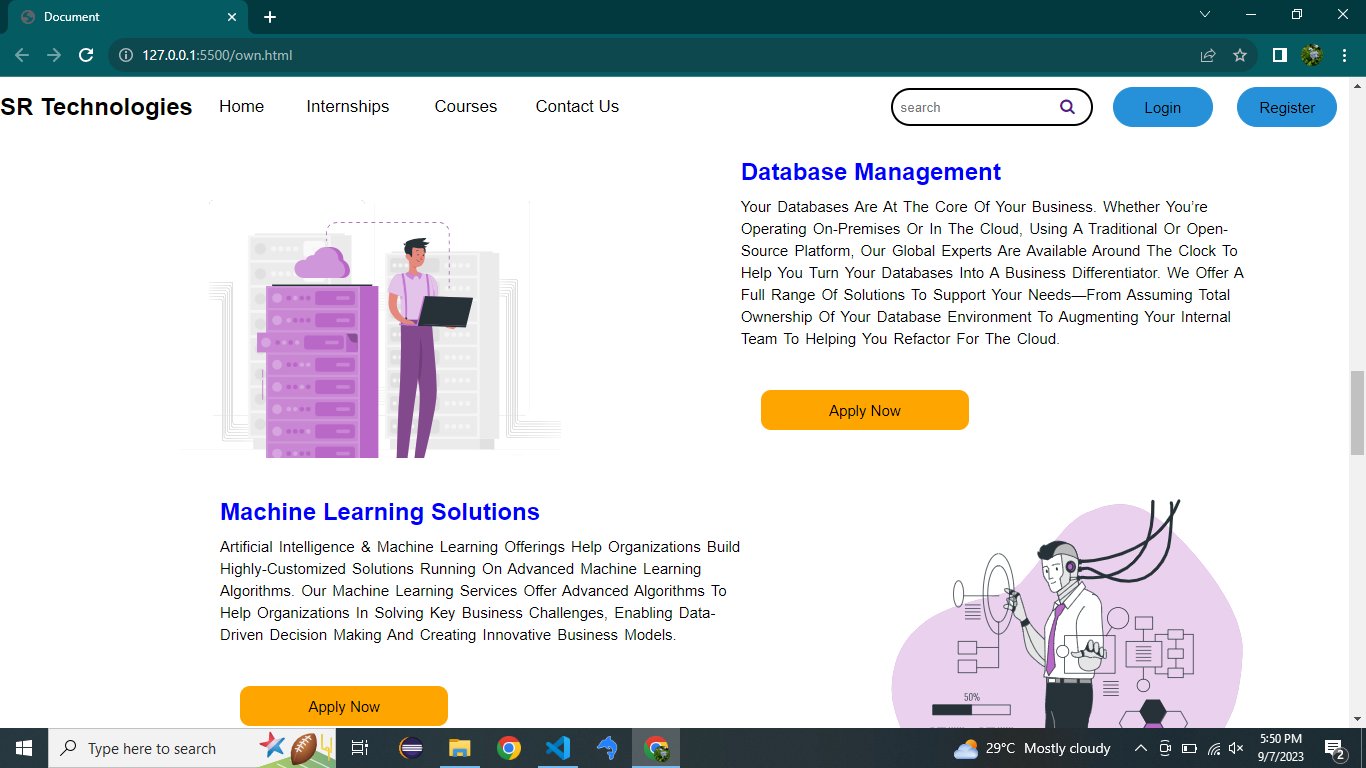 Document
127.0.0.1:5500/own.html
SR Technologies Home Internships Courses Contact Us search Login Register
Database Management
Your Databases Are At The Core Of Your Business. Whether You're
Operating On-Premises Or In The Cloud, Using A Traditional Or Open-
Source Platform, Our Global Experts Are Available Around The Clock To
Help You Turn Your Databases Into A Business Differentiator. We Offer A
Full Range Of Solutions To Support Your Needs—From Assuming Total
Ownership Of Your Database Environment To Augmenting Your Internal
Team To Helping You Refactor For The Cloud.
Apply Now
Machine Learning Solutions
Artificial Intelligence & Machine Learning Offerings Help Organizations Build
Highly-Customized Solutions Running On Advanced Machine Learning
Algorithms. Our Machine Learning Services Offer Advanced Algorithms To
Help Organizations In Solving Key Business Challenges, Enabling Data-
Driven Decision Making And Creating Innovative Business Models.
Apply Now
50%
Type here to search
29°C Mostly cloudy
5:50 PM
9/7/2023
2